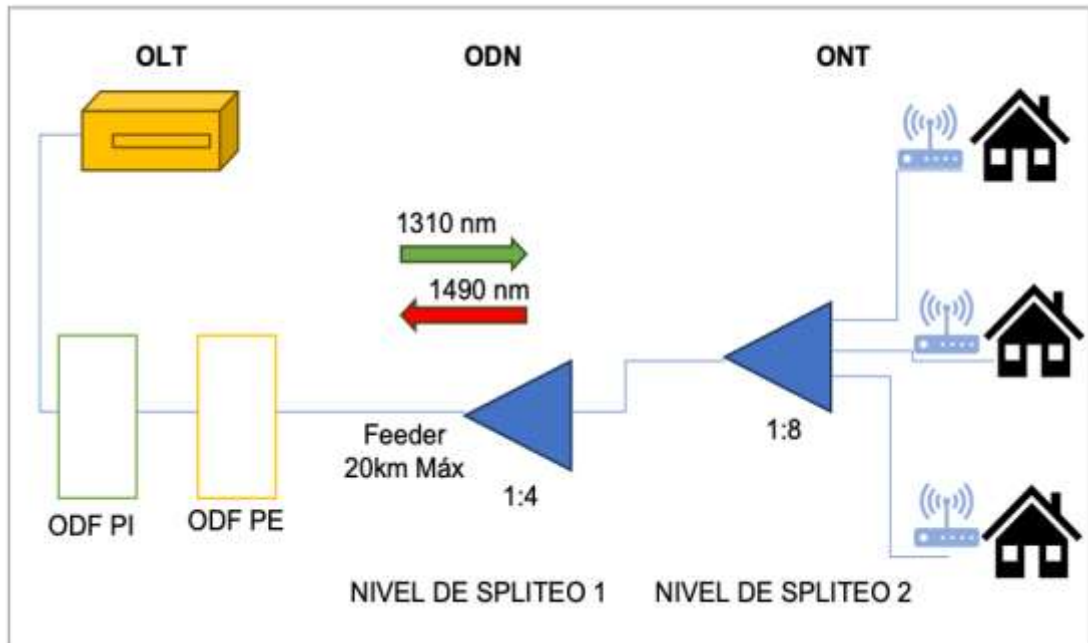 OLT
ODN
ONT
1310 nm
1490 nm
Feeder
20km Máx
1:4
1:8
ODF PI
ODF PE
NIVEL DE SPLITEO 1
NIVEL DE SPLITEO 2